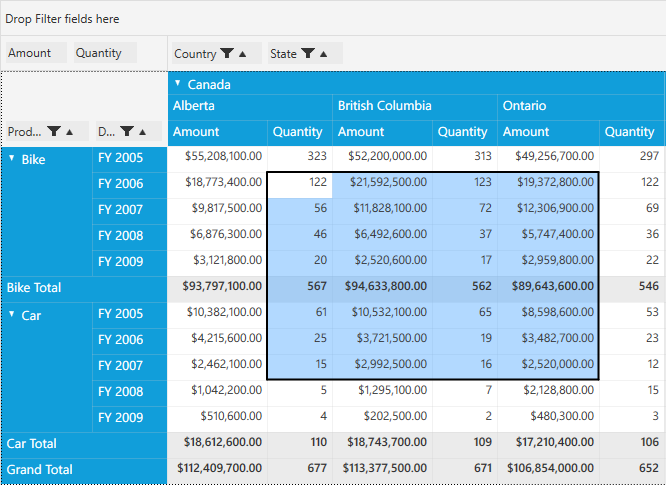 Drop Filter fields here
Amount Quantity Country State
Canada
Alberta British Columbia Ontario
Prod... D... Amount Quantity Amount Quantity Amount Quantity
Bike FY 2005 $55,208,100.00 323 $52,200,000.00 313 $49,256,700.00 297
FY 2006 $18,773,400.00 122 $21,592,500.00 123 $19,372,800.00 122
FY 2007 $9,817,500.00 56 $11,828,100.00 72 $12,306,900.00 69
FY 2008 $6,876,300.00 46 $6,492,600.00 37 $5,747,400.00 36
FY 2009 $3,121,800.00 20 $2,520,600.00 17 $2,959,800.00 22
Bike Total $93,797,100.00 567 $94,633,800.00 562 $89,643,600.00 546
Car FY 2005 $10,382,100.00 61 $10,532,100.00 65 $8,598,600.00 53
FY 2006 $4,215,600.00 25 $3,721,500.00 19 $3,482,700.00 23
FY 2007 $2,462,100.00 15 $2,992,500.00 16 $2,520,000.00 12
FY 2008 $1,042,200.00 5 $1,295,100.00 7 $2,128,800.00 15
FY 2009 $510,600.00 4 $202,500.00 2 $480,300.00 3
Car Total $18,612,600.00 110 $18,743,700.00 109 $17,210,400.00 106
Grand Total $112,409,700.00 677 $113,377,500.00 671 $106,854,000.00 652